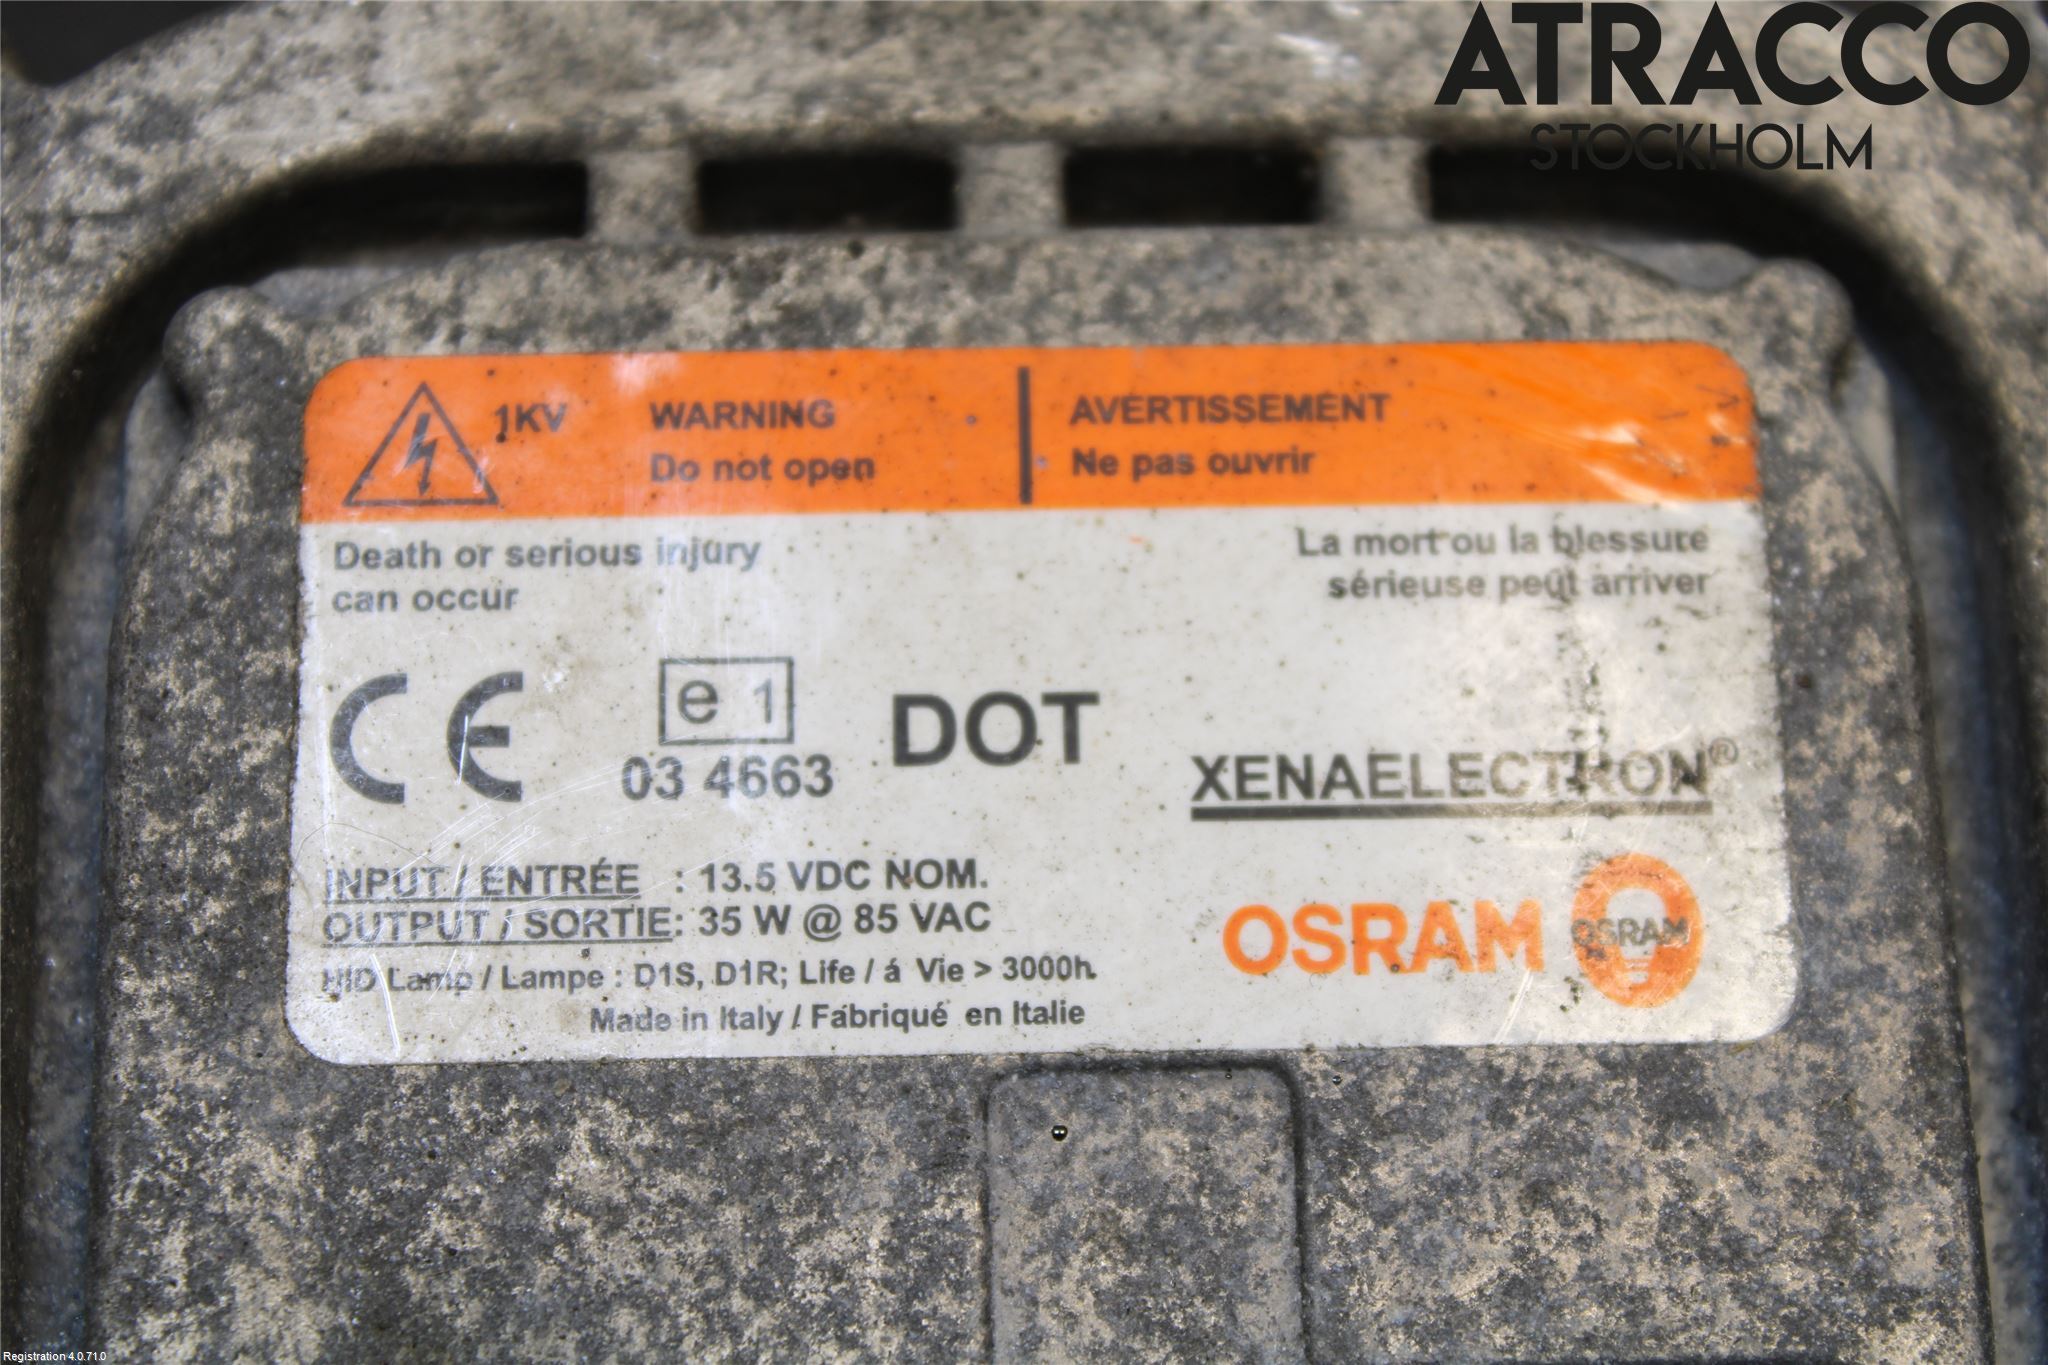 ATRACCO
STOCKHOLM
1KV
WARNING
Do not open
AVERTISSEMENT
Ne pas ouvrir
Death or serious injury
can occur
La mort ou la blessure
sérieuse peût arriver
CE
e 1
03 4663
DOT
XENAELECTRON®
INPUT / ENTRÉE : 13.5 VDC NOM.
OUTPUT / SORTIE: 35 W @ 85 VAC
HID Lamp / Lampe : D1S, D1R; Life / á Vie > 3000h.
Made in Italy / Fabriqué en Italie
OSRAM
OSRAM
Registration 4.0.71.0